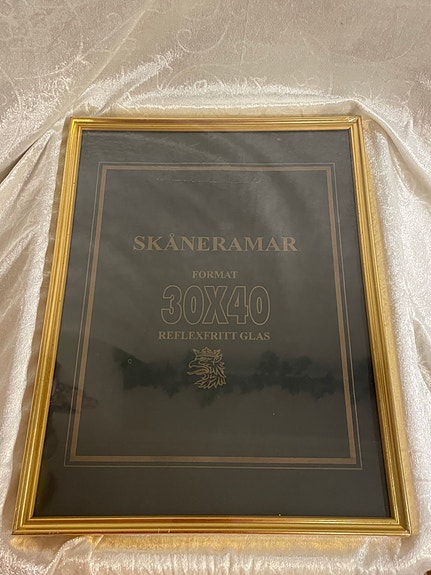 SKÅNERAMAR
FORMAT
30X40
REFLEXFRITT GLAS